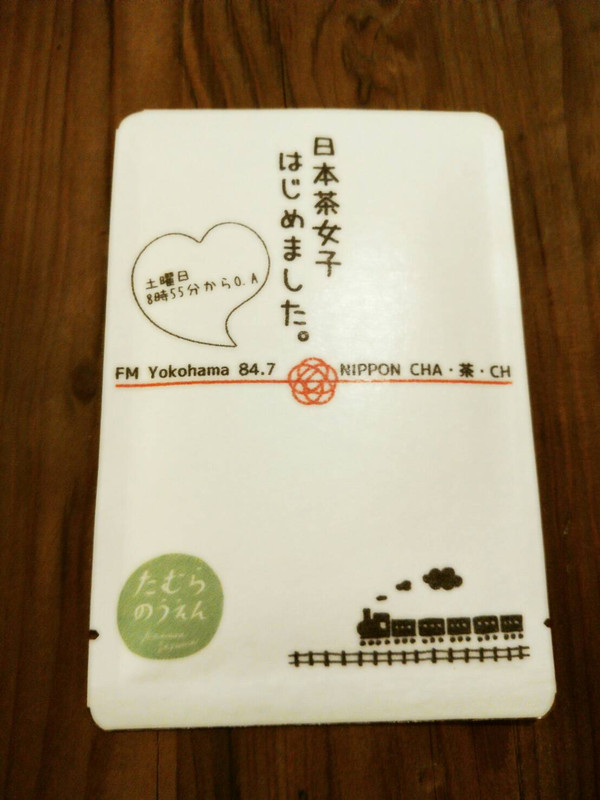 日本茶女子
はじめました。
土曜日
8時55分からO.A
FM Yokohama 84.7
NIPPON CHA・茶・CH
たむら
のうえん